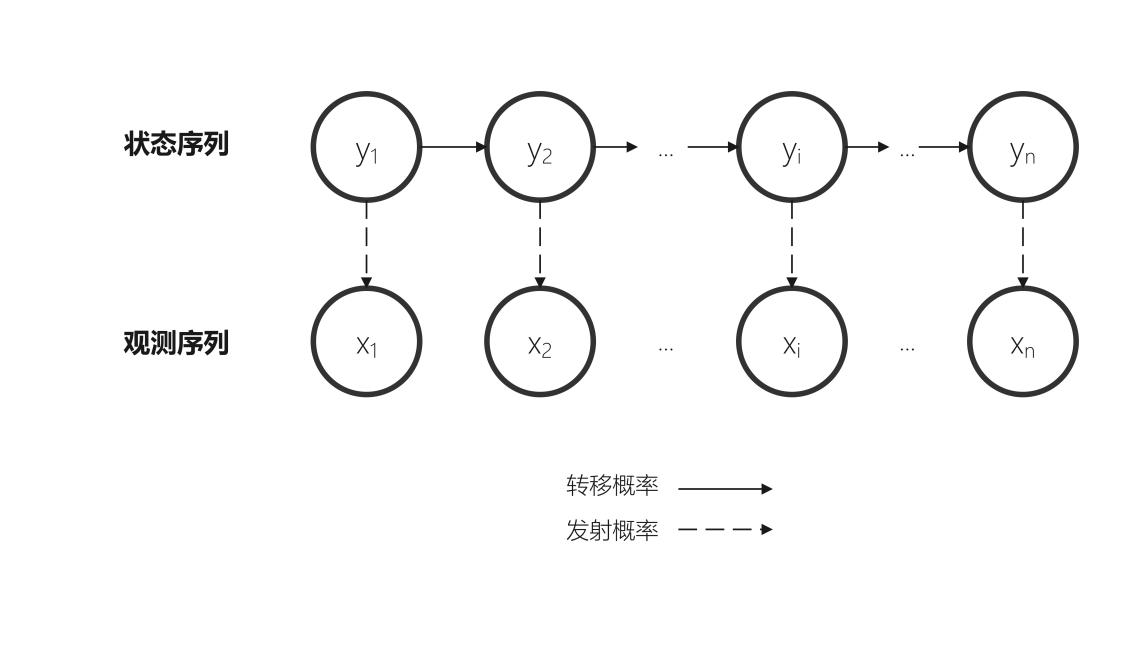 状态序列 y1 y2 ... yi ... yn
观测序列 x1 x2 ... xi ... xn
转移概率
发射概率